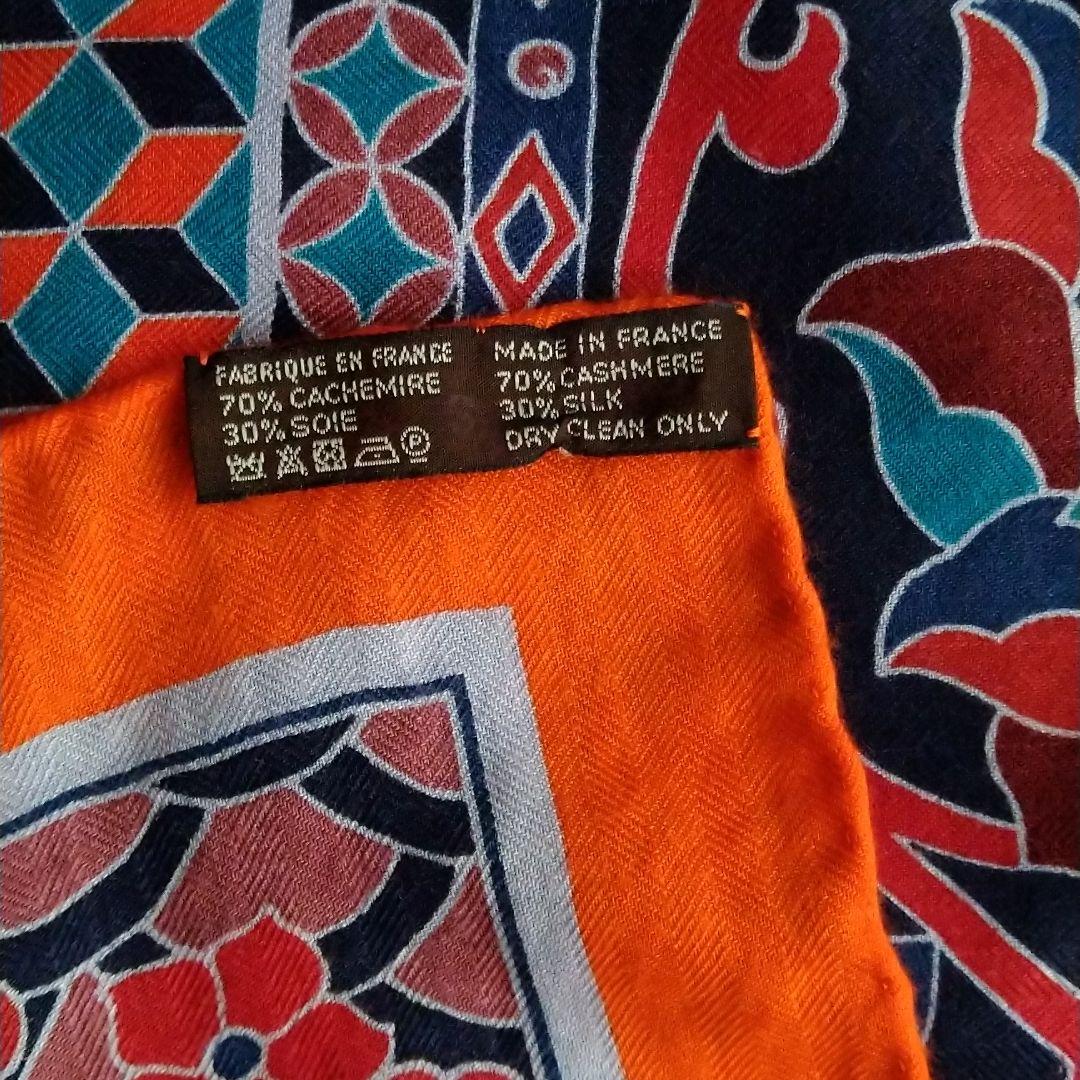 FABRIQUE EN FRANCE
70% CACHEMIRE
30% SOIE
P
MADE IN FRANCE
70% CASHMERE
30% SILK
DRY CLEAN ONLY